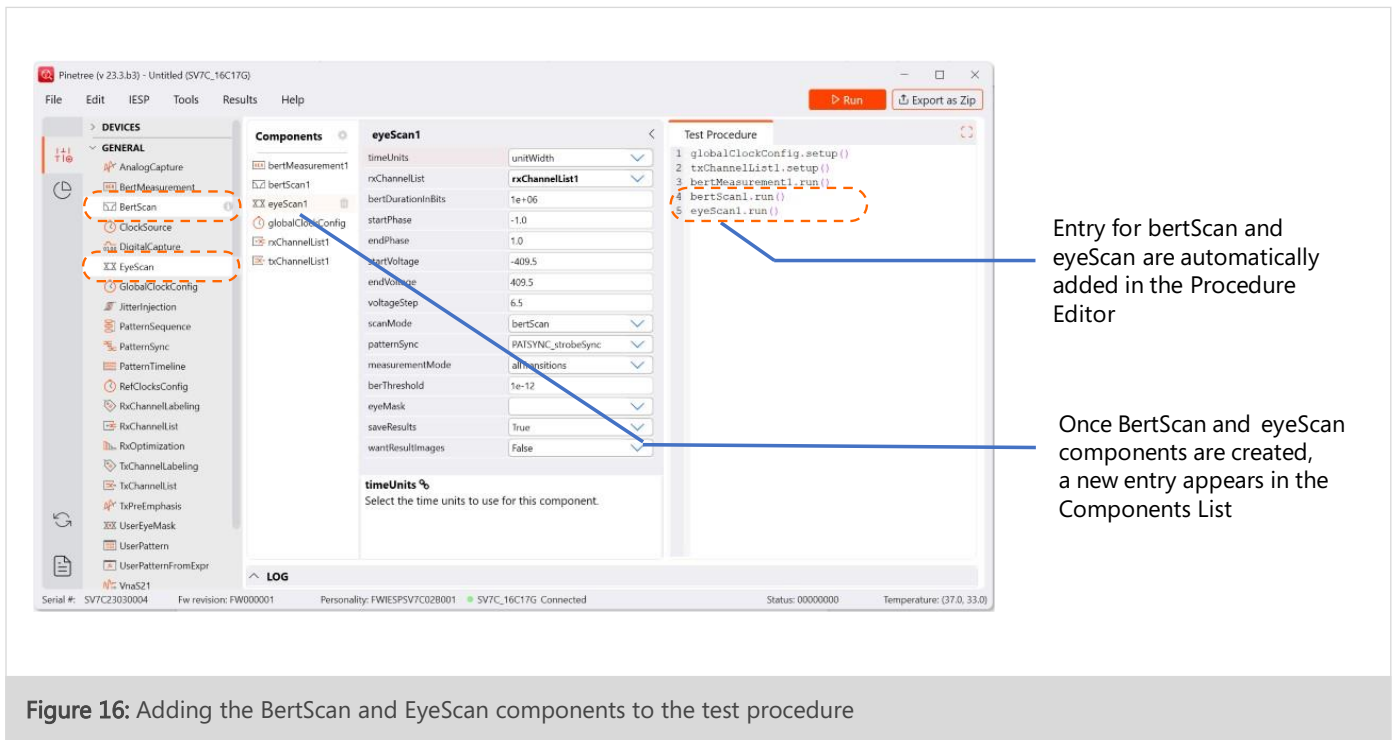 Pinetree (v 23.3.b3) - Untitled (SV7C_16C17G)
File Edit IESP Tools Results Help
Run
Export as Zip
DEVICES
GENERAL
AnalogCapture
BertMeasurement
BertScan
ClockSource
DigitalCapture
EyeScan
GlobalClockConfig
JitterInjection
PatternSequence
PatternSync
PatternTimeline
RefClocksConfig
RxChannelLabeling
RxChannelList
RxOptimization
TxChannelLabeling
TxChannelList
TxPreEmphasis
UserEyeMask
UserPattern
UserPatternFromExpr
VnaS21
Components
bertMeasurement1
bertScan1
eyeScan1
globalClockConfig
rxChannelList1
txChannelList1
eyeScan1
timeUnits unitWidth
rxChannelList rxChannelList1
bertDurationInBits 1e+06
startPhase -1.0
endPhase 1.0
startVoltage -409.5
endVoltage 409.5
voltageStep 6.5
scanMode bertScan
patternSync PATSYNC_strobeSync
measurementMode allTransitions
berThreshold 1e-12
eyeMask
saveResults True
wantResultImages False
timeUnits
Select the time units to use for this component.
Test Procedure
1 globalClockConfig.setup()
2 txChannelList1.setup()
3 bertMeasurement1.run()
4 bertScan1.run()
5 eyeScan1.run()
LOG
Serial #: SV7C23030004 Fw revision: FW000001 Personality: FWIESPSV7C02B001 SV7C_16C17G Connected Status: 00000000 Temperature: (37.0, 33.0)
Entry for bertScan and
eyeScan are automatically
added in the Procedure
Editor
Once BertScan and eyeScan
components are created,
a new entry appears in the
Components List
Figure 16: Adding the BertScan and EyeScan components to the test procedure